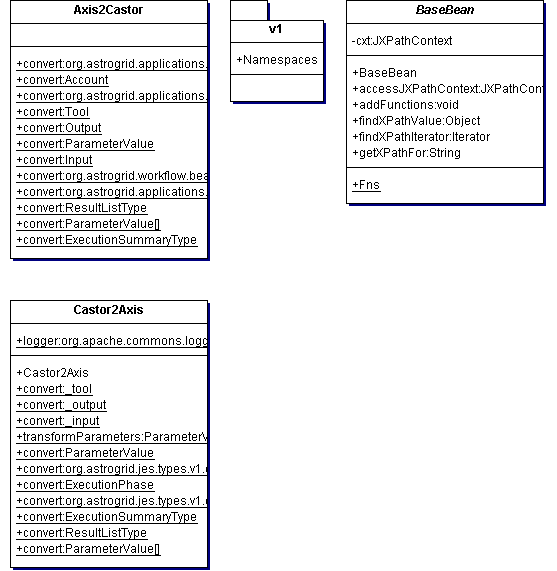 Axis2Castor
+convert:org.astrogrid.applications.
+convert:Account
+convert:org.astrogrid.applications.
+convert:Tool
+convert:Output
+convert:ParameterValue
+convert:Input
+convert:org.astrogrid.workflow.bea
+convert:org.astrogrid.applications.
+convert:ResultListType
+convert:ParameterValue[]
+convert:ExecutionSummaryType
v1
+Namespaces
BaseBean
-cxt:JXPathContext
+BaseBean
+accessJXPathContext:JXPathCont
+addFunctions:void
+findXPathValue:Object
+findXPathIterator:Iterator
+getXPathFor:String
+Fns
Castor2Axis
+logger:org.apache.commons.logg
+Castor2Axis
+convert:_tool
+convert:_output
+convert:_input
+transformParameters:ParameterV
+convert:ParameterValue
+convert:org.astrogrid.jes.types.v1.
+convert:ExecutionPhase
+convert:org.astrogrid.jes.types.v1.
+convert:ExecutionSummaryType
+convert:ResultListType
+convert:ParameterValue[]